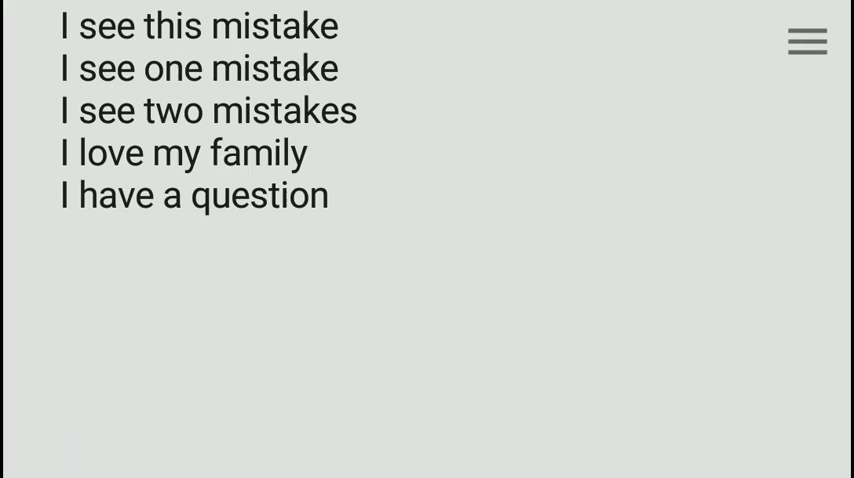 I see this mistake
I see one mistake
I see two mistakes
I love my family
I have a question